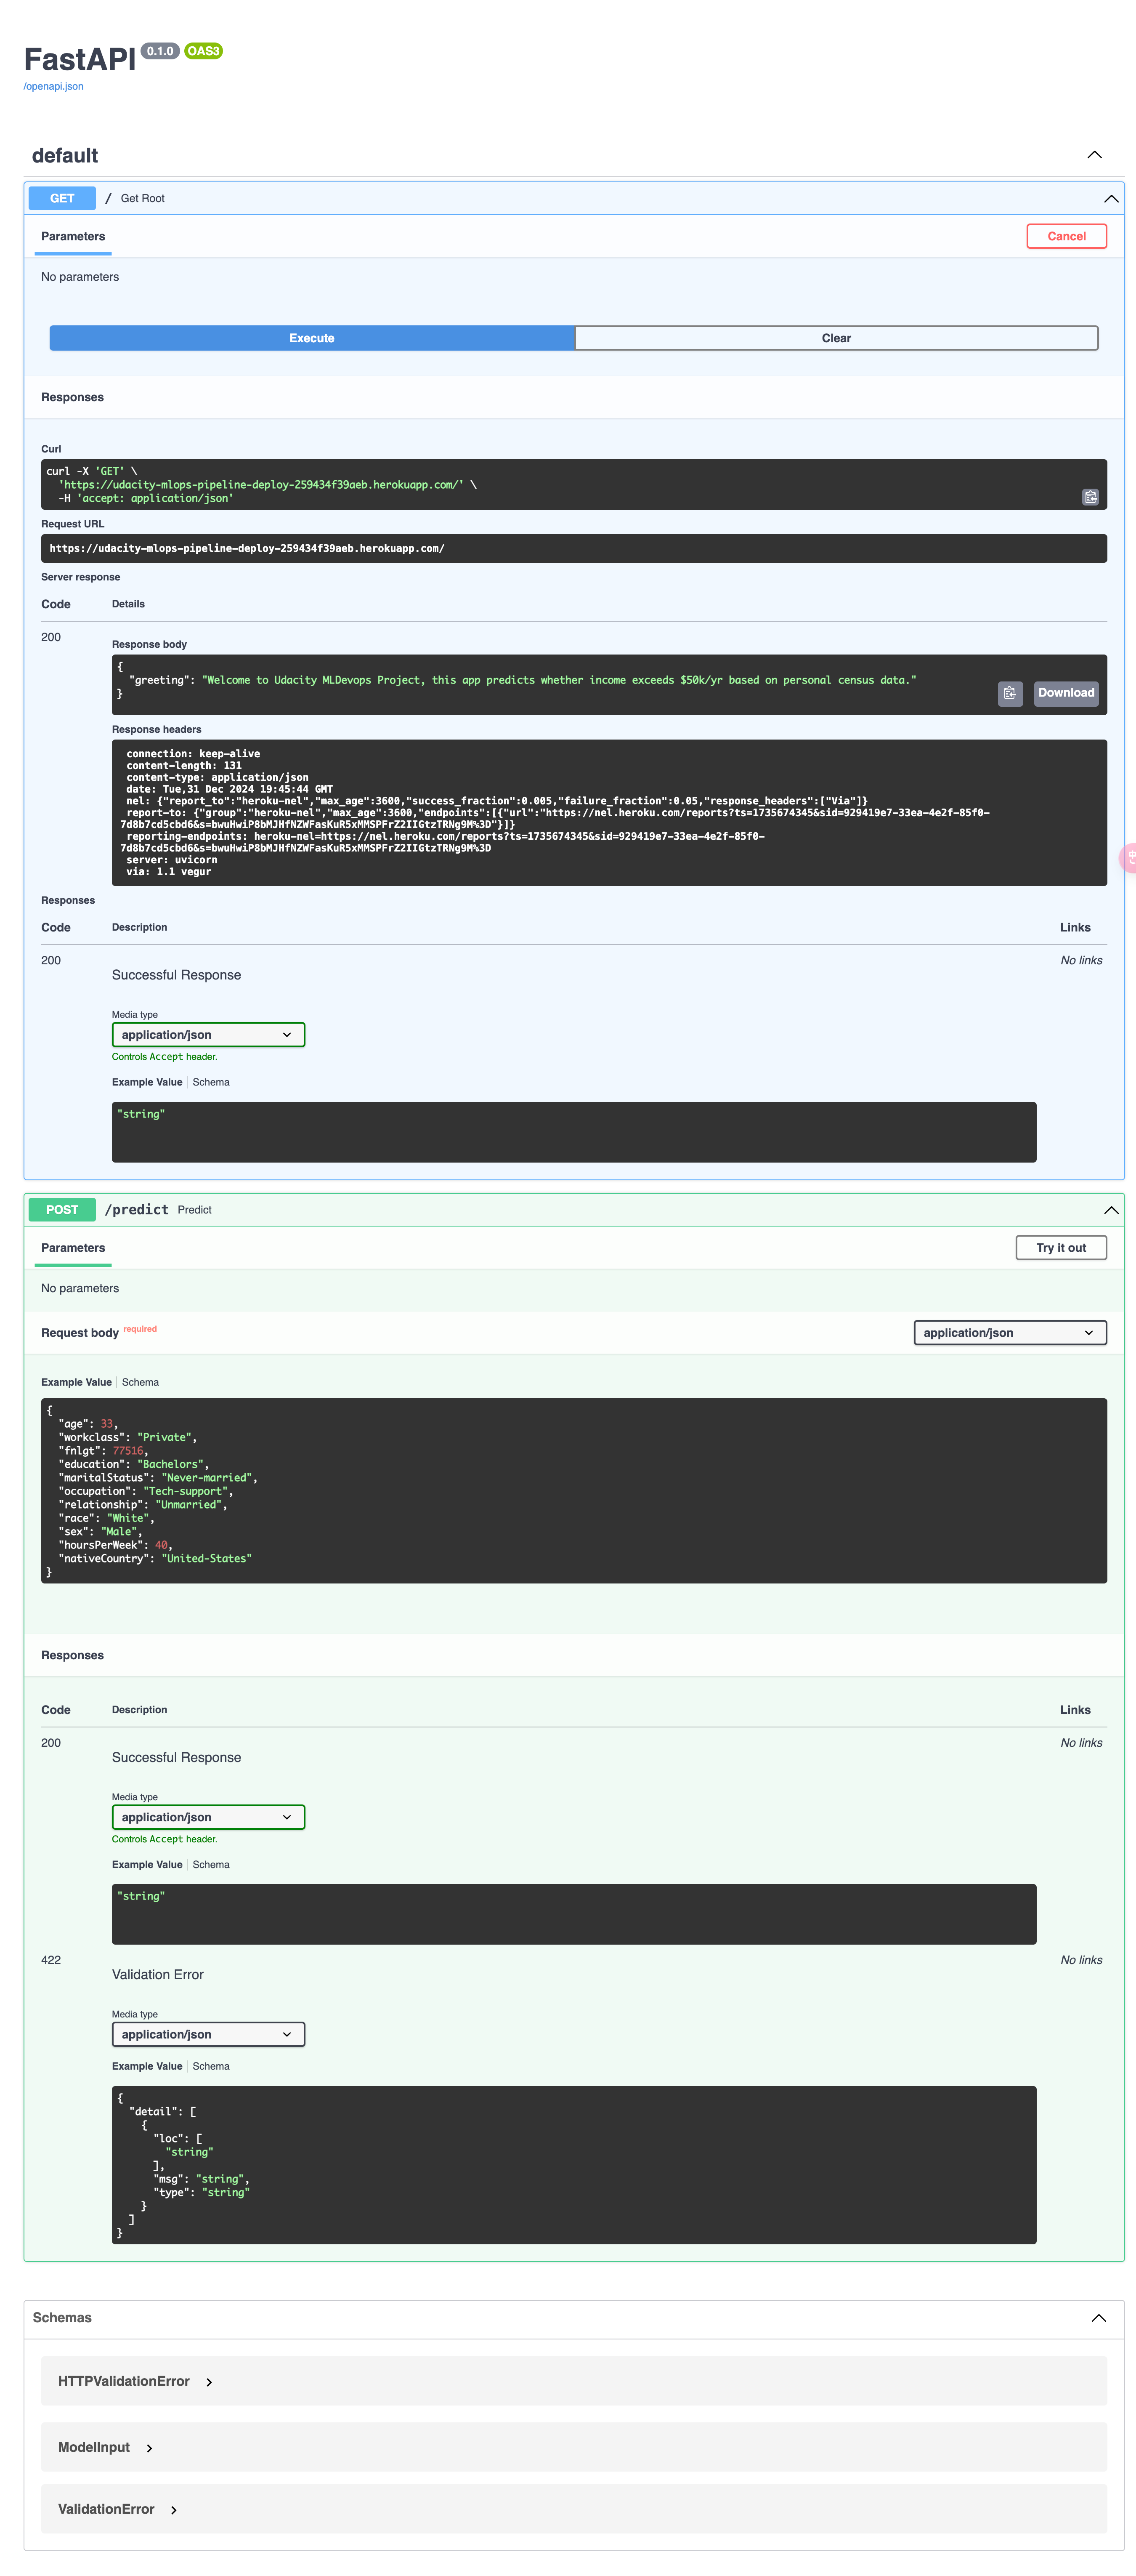 FastAPI 0.1.0 OAS3
/openapi.json
default
GET / Get Root
Parameters Cancel
No parameters
Execute Clear
Responses
Curl
curl -X 'GET' \
'https://udacity-mlops-pipeline-deploy-259434f39aeb.herokuapp.com/' \
-H 'accept: application/json'
Request URL
https://udacity-mlops-pipeline-deploy-259434f39aeb.herokuapp.com/
Server response
Code Details
200
Response body
{
"greeting": "Welcome to Udacity MLDevops Project, this app predicts whether income exceeds $50k/yr based on personal census data."
}
Download
Response headers
connection: keep-alive
content-length: 131
content-type: application/json
date: Tue,31 Dec 2024 19:45:44 GMT
nel: {"report_to":"heroku-nel","max_age":3600,"success_fraction":0.005,"failure_fraction":0.05,"response_headers":["Via"]}
report-to: {"group":"heroku-nel","max_age":3600,"endpoints":[{"url":"https://nel.heroku.com/reports?ts=1735674345&sid=929419e7-33ea-4e2f-85f0-
7d8b7cd5cbd6&s=bwuHwiP8bMJHfNZWFasKuR5xMMSPFrZ2IIGtzTRNg9M%3D"}]}
reporting-endpoints: heroku-nel=https://nel.heroku.com/reports?ts=1735674345&sid=929419e7-33ea-4e2f-85f0-
7d8b7cd5cbd6&s=bwuHwiP8bMJHfNZWFasKuR5xMMSPFrZ2IIGtzTRNg9M%3D
server: uvicorn
via: 1.1 vegur
Responses
Code Description Links
200 No links
Successful Response
Media type
application/json
Controls Accept header.
Example Value Schema
"string"
POST /predict Predict
Parameters Try it out
No parameters
Request body required application/json
Example Value Schema
{
"age": 33,
"workclass": "Private",
"fnlgt": 77516,
"education": "Bachelors",
"maritalStatus": "Never-married",
"occupation": "Tech-support",
"relationship": "Unmarried",
"race": "White",
"sex": "Male",
"hoursPerWeek": 40,
"nativeCountry": "United-States"
}
Responses
Code Description Links
200 No links
Successful Response
Media type
application/json
Controls Accept header.
Example Value Schema
"string"
422 No links
Validation Error
Media type
application/json
Example Value Schema
{
"detail": [
{
"loc": [
"string"
],
"msg": "string",
"type": "string"
}
]
}
Schemas
HTTPValidationError
ModelInput
ValidationError